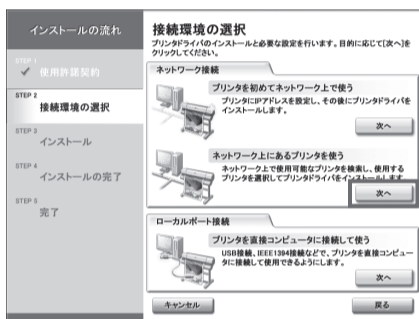 インストールの流れ
STEP 1
使用許諾契約
STEP 2
接続環境の選択
STEP 3
インストール
STEP 4
インストールの完了
STEP 5
完了
接続環境の選択
プリンタドライバのインストールと必要な設定を行います。目的に応じて[次へ]を
クリックしてください。
ネットワーク接続
プリンタを初めてネットワーク上で使う
プリンタにIPアドレスを設定し、その後にプリンタドライバを
インストールします。
次へ
ネットワーク上にあるプリンタを使う
ネットワーク上で使用可能なプリンタを検索し、使用する
プリンタを選択してプリンタドライバをインストールします。
次へ
ローカルポート接続
プリンタを直接コンピュータに接続して使う
USB接続、IEEE1394接続などで、プリンタを直接コンピュー
タに接続して使用できるようにします。
次へ
キャンセル
戻る